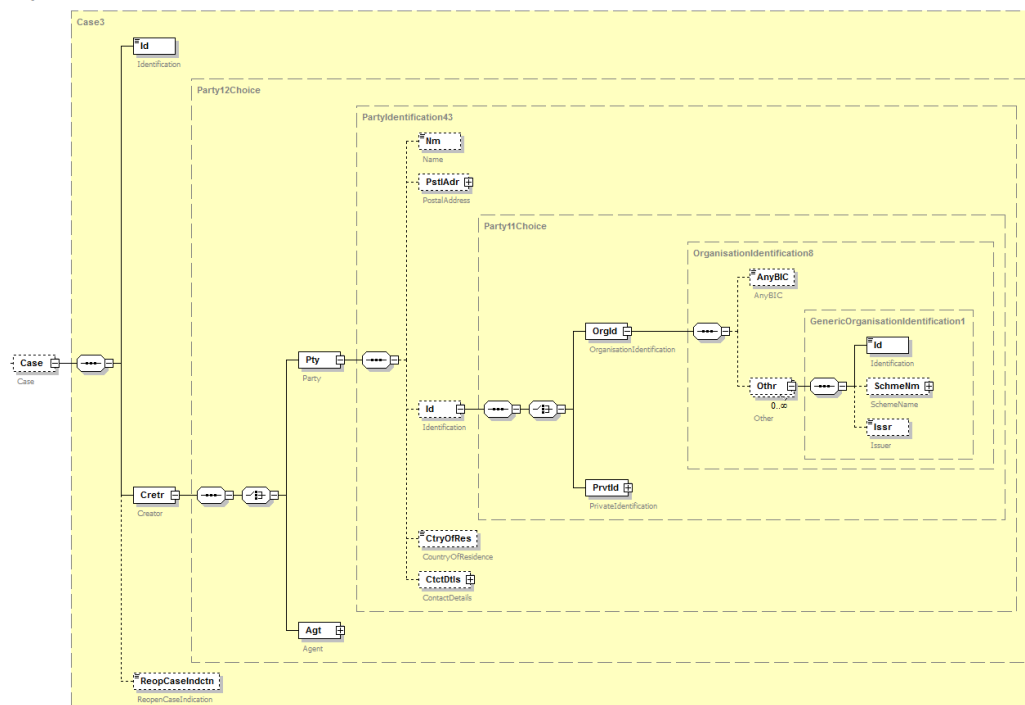 Case3
Id
Identification
Party12Choice
PartyIdentification43
Nm
Name
PstlAdr
PostalAddress
Party11Choice
OrganisationIdentification8
AnyBIC
AnyBIC
GenericOrganisationIdentification1
OrgId
OrganisationIdentification
Id
Identification
Case
Case
Pty
Party
Othr
0..∞
Other
SchmeNm
SchemeName
Id
Identification
Issr
Issuer
Cretr
Creator
PrvtId
PrivateIdentification
CtryOfRes
CountryOfResidence
CtctDtls
ContactDetails
Agt
Agent
ReopCaseIndctn
ReopenCaseIndication